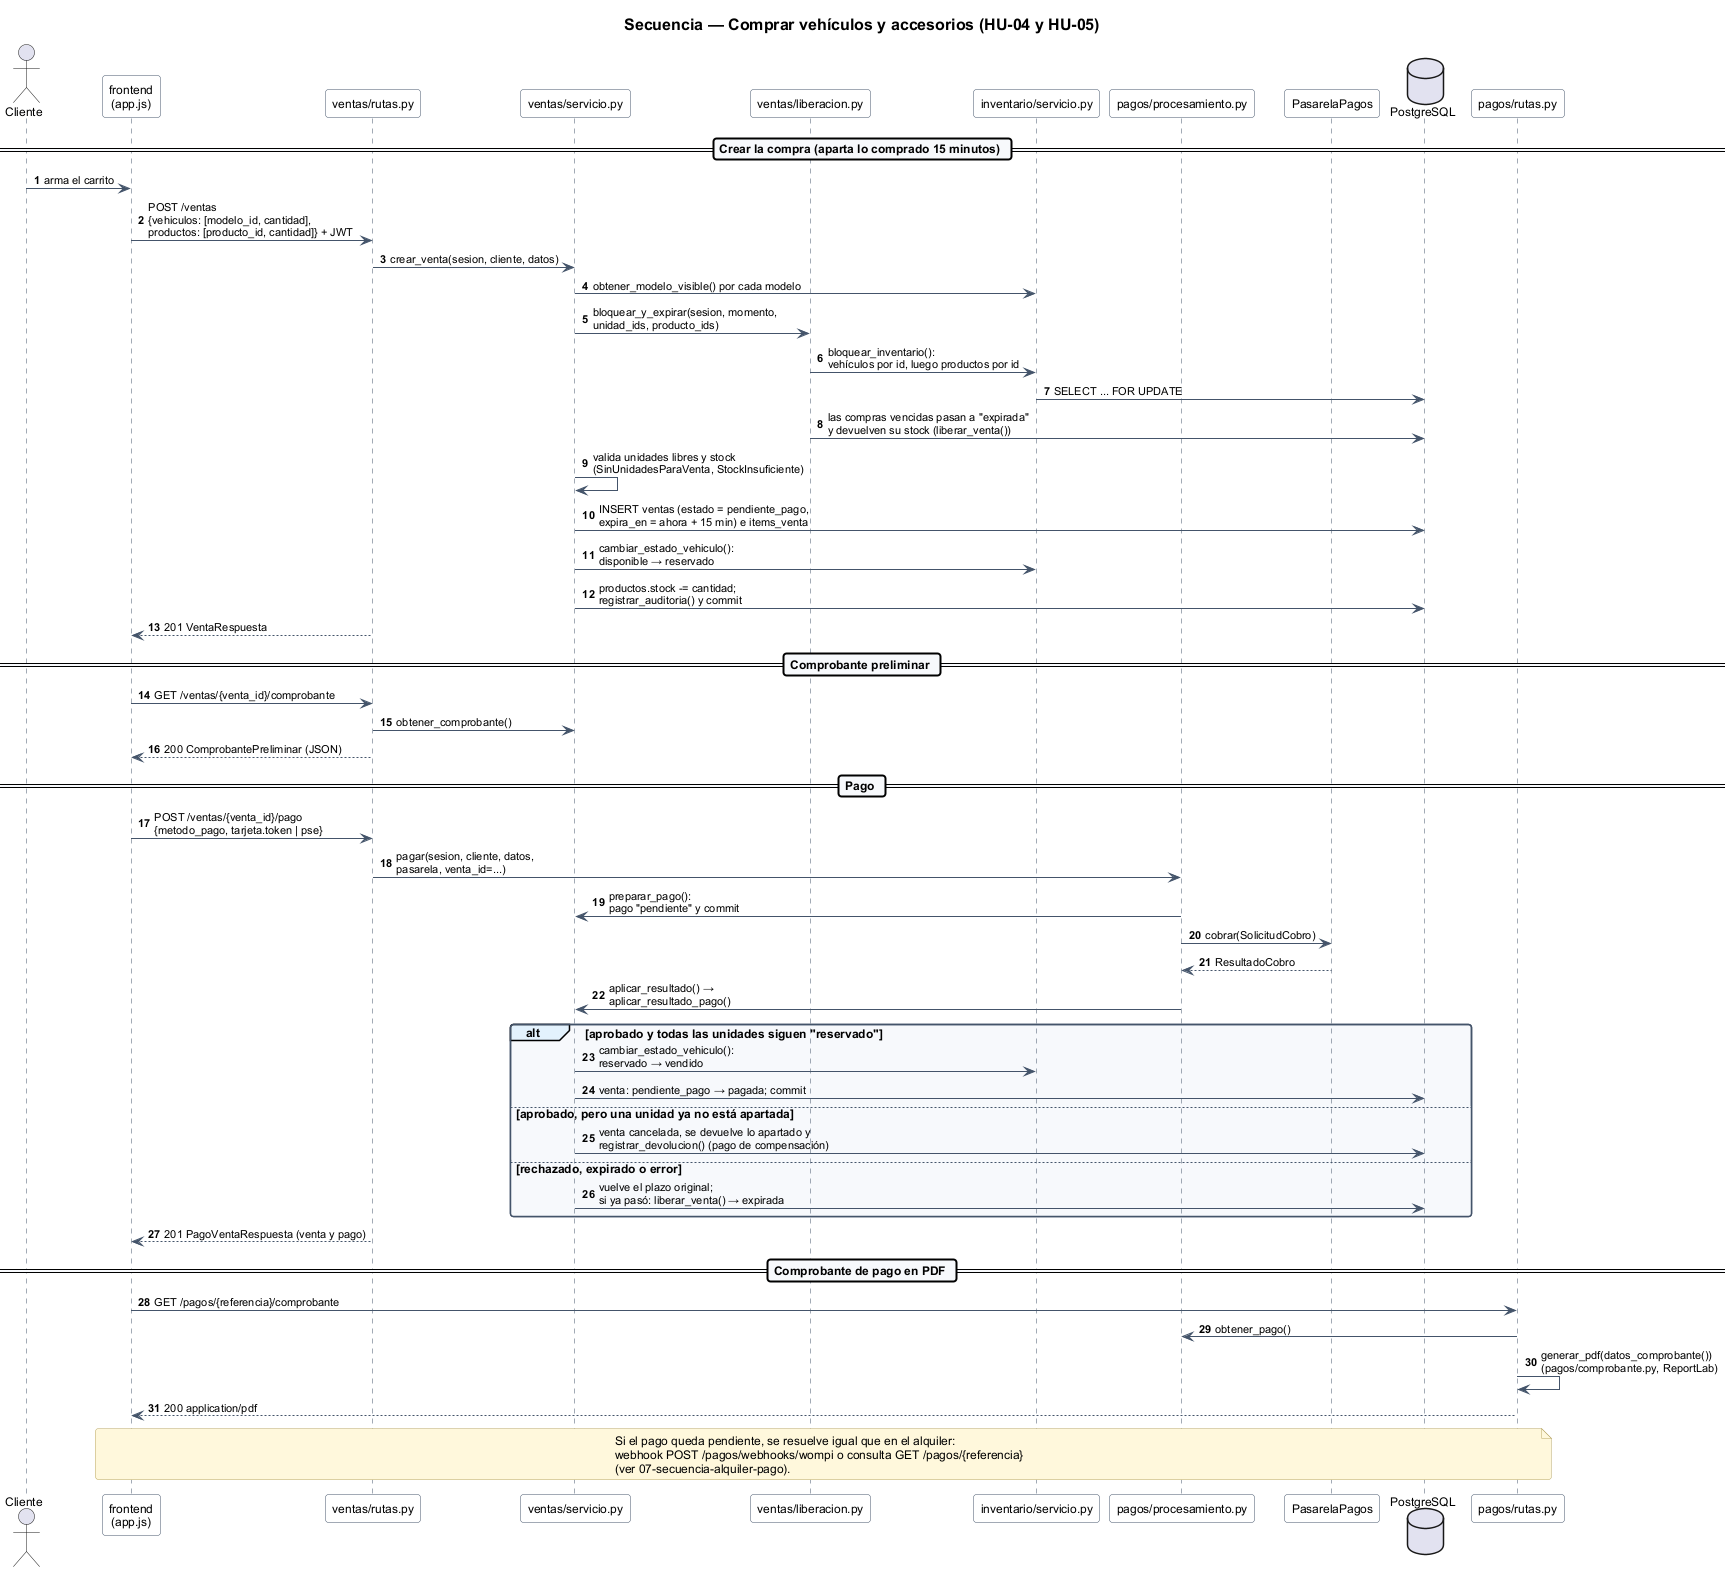 Secuencia — Comprar vehículos y accesorios (HU-04 y HU-05)
Cliente
frontend
(app.js)
ventas/rutas.py
ventas/servicio.py
ventas/liberacion.py
inventario/servicio.py
pagos/procesamiento.py
PasarelaPagos
PostgreSQL
pagos/rutas.py
Crear la compra (aparta lo comprado 15 minutos)
1 arma el carrito
POST /ventas
2 {vehiculos: [modelo_id, cantidad],
productos: [producto_id, cantidad]} + JWT
3 crear_venta(sesion, cliente, datos)
4 obtener_modelo_visible() por cada modelo
5 bloquear_y_expirar(sesion, momento,
unidad_ids, producto_ids)
6 bloquear_inventario():
vehículos por id, luego productos por id
7 SELECT ... FOR UPDATE
8 las compras vencidas pasan a "expirada"
y devuelven su stock (liberar_venta())
9 valida unidades libres y stock
(SinUnidadesParaVenta, StockInsuficiente)
10 INSERT ventas (estado = pendiente_pago,
expira_en = ahora + 15 min) e items_venta
11 cambiar_estado_vehiculo():
disponible → reservado
12 productos.stock -= cantidad;
registrar_auditoria() y commit
13 201 VentaRespuesta
Comprobante preliminar
14 GET /ventas/{venta_id}/comprobante
15 obtener_comprobante()
16 200 ComprobantePreliminar (JSON)
Pago
17 POST /ventas/{venta_id}/pago
{metodo_pago, tarjeta.token | pse}
18 pagar(sesion, cliente, datos,
pasarela, venta_id=...)
19 preparar_pago():
pago "pendiente" y commit
20 cobrar(SolicitudCobro)
21 ResultadoCobro
22 aplicar_resultado() →
aplicar_resultado_pago()
alt [aprobado y todas las unidades siguen "reservado"]
23 cambiar_estado_vehiculo():
reservado → vendido
24 venta: pendiente_pago → pagada; commit
[aprobado, pero una unidad ya no está apartada]
25 venta cancelada, se devuelve lo apartado y
registrar_devolucion() (pago de compensación)
[rechazado, expirado o error]
26 vuelve el plazo original;
si ya pasó: liberar_venta() → expirada
27 201 PagoVentaRespuesta (venta y pago)
Comprobante de pago en PDF
28 GET /pagos/{referencia}/comprobante
29 obtener_pago()
30 generar_pdf(datos_comprobante())
(pagos/comprobante.py, ReportLab)
31 200 application/pdf
Si el pago queda pendiente, se resuelve igual que en el alquiler:
webhook POST /pagos/webhooks/wompi o consulta GET /pagos/{referencia}
(ver 07-secuencia-alquiler-pago).
Cliente
frontend
(app.js)
ventas/rutas.py
ventas/servicio.py
ventas/liberacion.py
inventario/servicio.py
pagos/procesamiento.py
PasarelaPagos
PostgreSQL
pagos/rutas.py